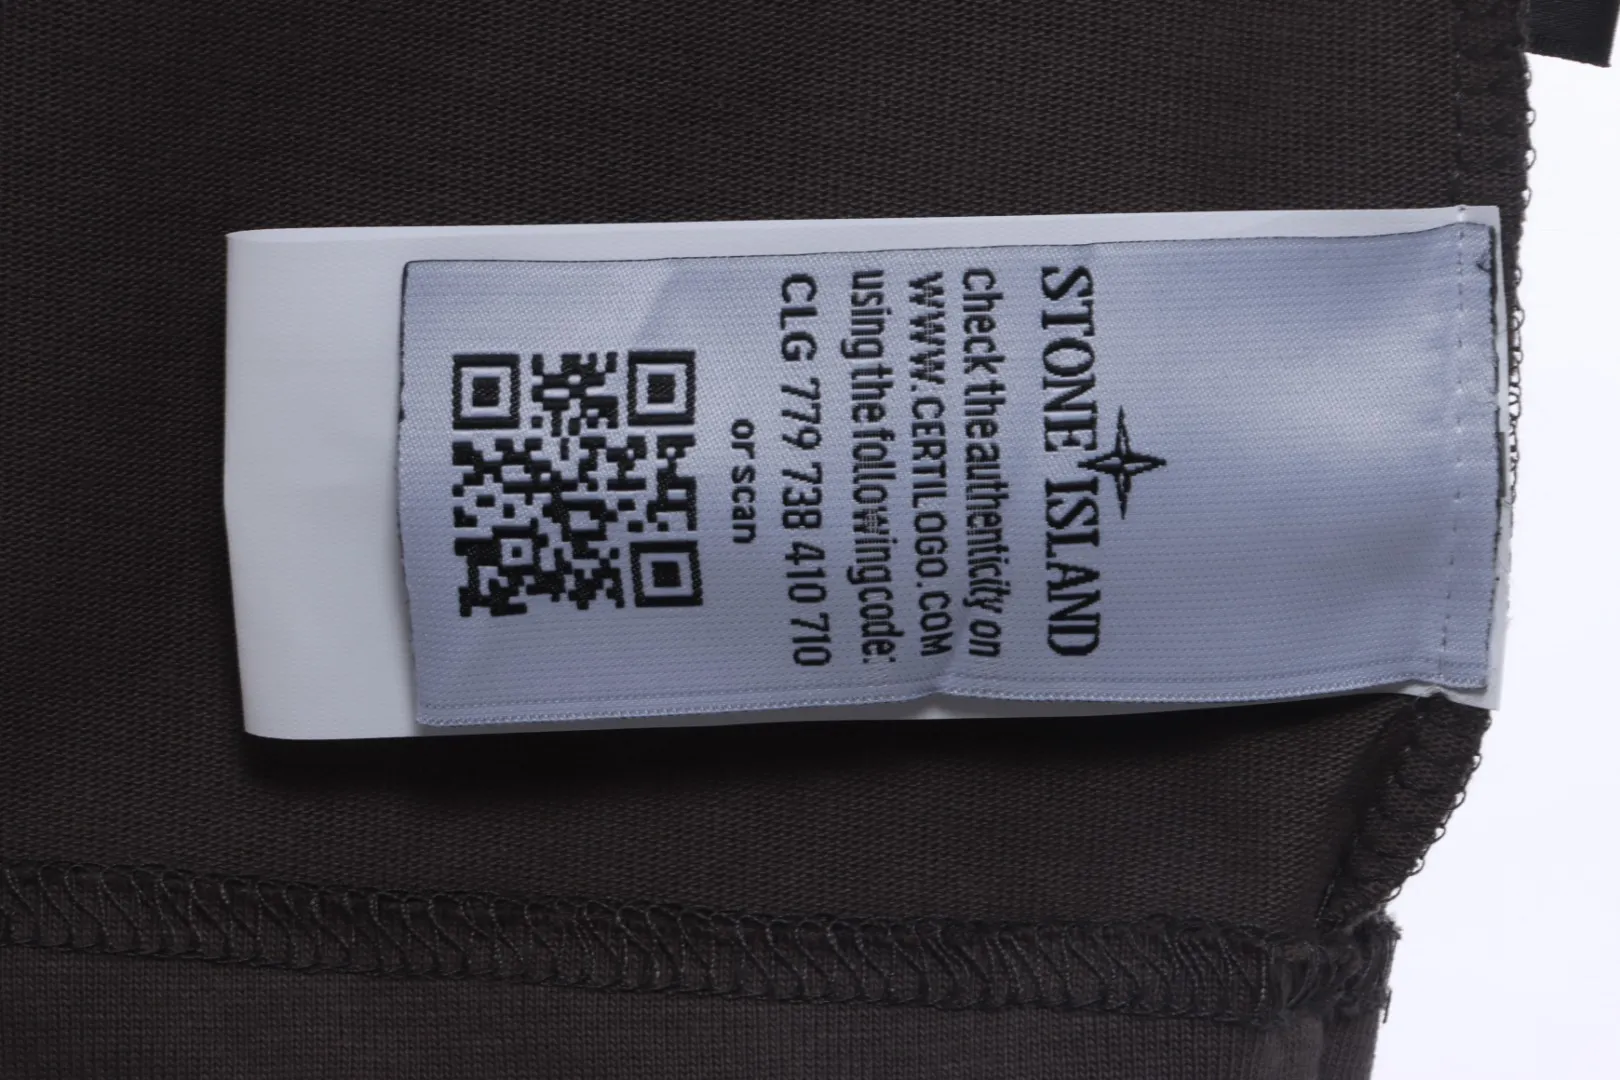 STONE ISLAND
check the authenticity on
WWW.CERTILOGO.COM
using the following code:
CLG 779 738 410 710
or scan